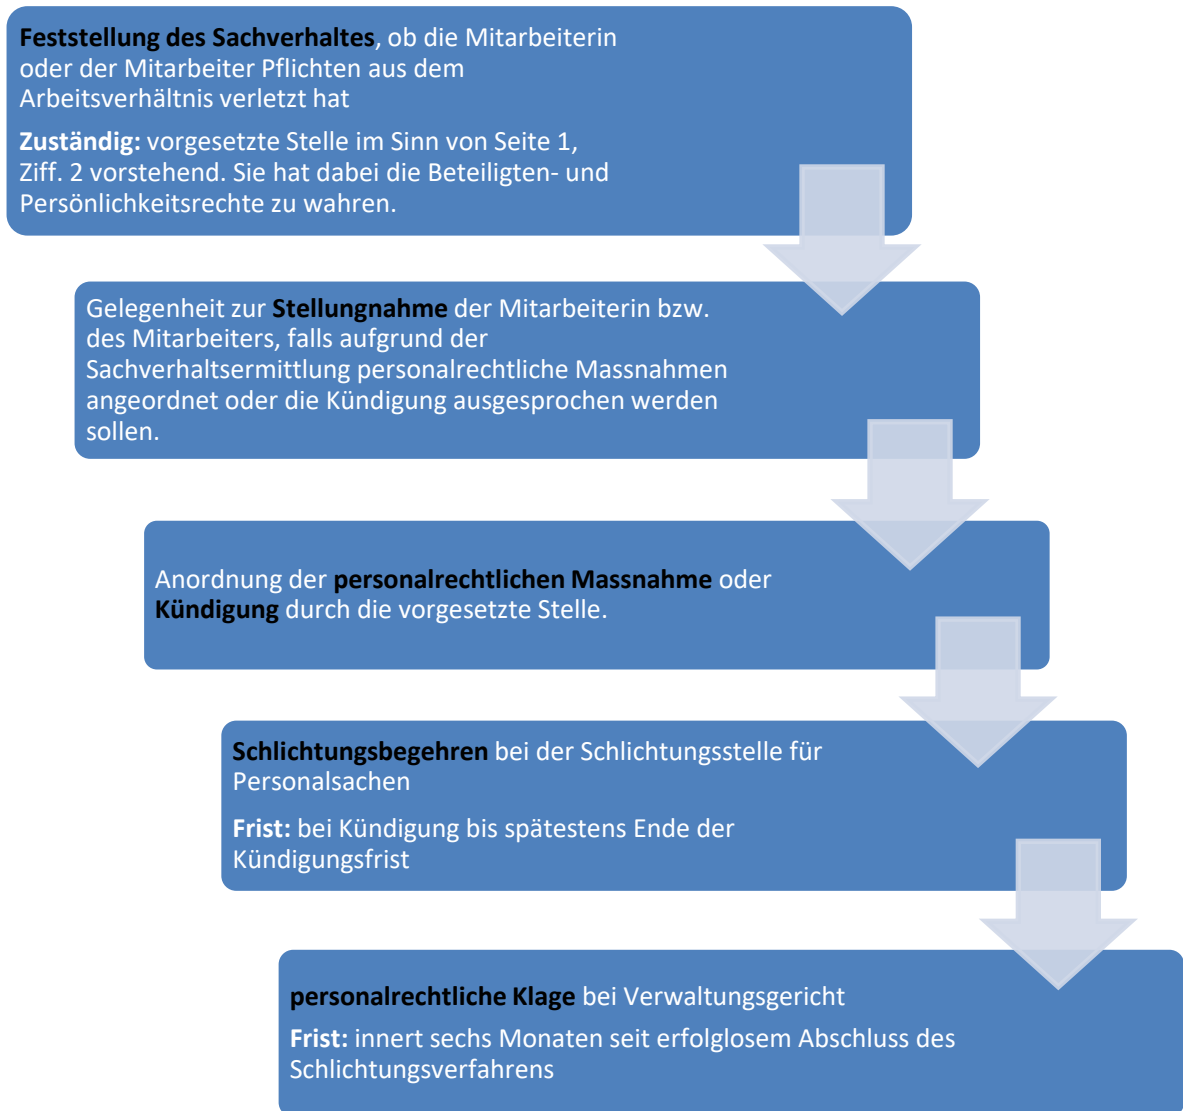 Feststellung des Sachverhaltes, ob die Mitarbeiterin
oder der Mitarbeiter Pflichten aus dem
Arbeitsverhältnis verletzt hat
Zuständig: vorgesetzte Stelle im Sinn von Seite 1,
Ziff. 2 vorstehend. Sie hat dabei die Beteiligten- und
Persönlichkeitsrechte zu wahren.
Gelegenheit zur Stellungnahme der Mitarbeiterin bzw.
des Mitarbeiters, falls aufgrund der
Sachverhaltsermittlung personalrechtliche Massnahmen
angeordnet oder die Kündigung ausgesprochen werden
sollen.
Anordnung der personalrechtlichen Massnahme oder
Kündigung durch die vorgesetzte Stelle.
Schlichtungsbegehren bei der Schlichtungsstelle für
Personalsachen
Frist: bei Kündigung bis spätestens Ende der
Kündigungsfrist
personalrechtliche Klage bei Verwaltungsgericht
Frist: innert sechs Monaten seit erfolglosem Abschluss des
Schlichtungsverfahrens